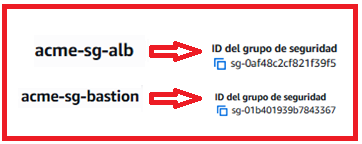 acme-sg-alb
ID del grupo de seguridad
sg-0af48c2cf821f39f5
acme-sg-bastion
ID del grupo de seguridad
sg-01b401939b7843367